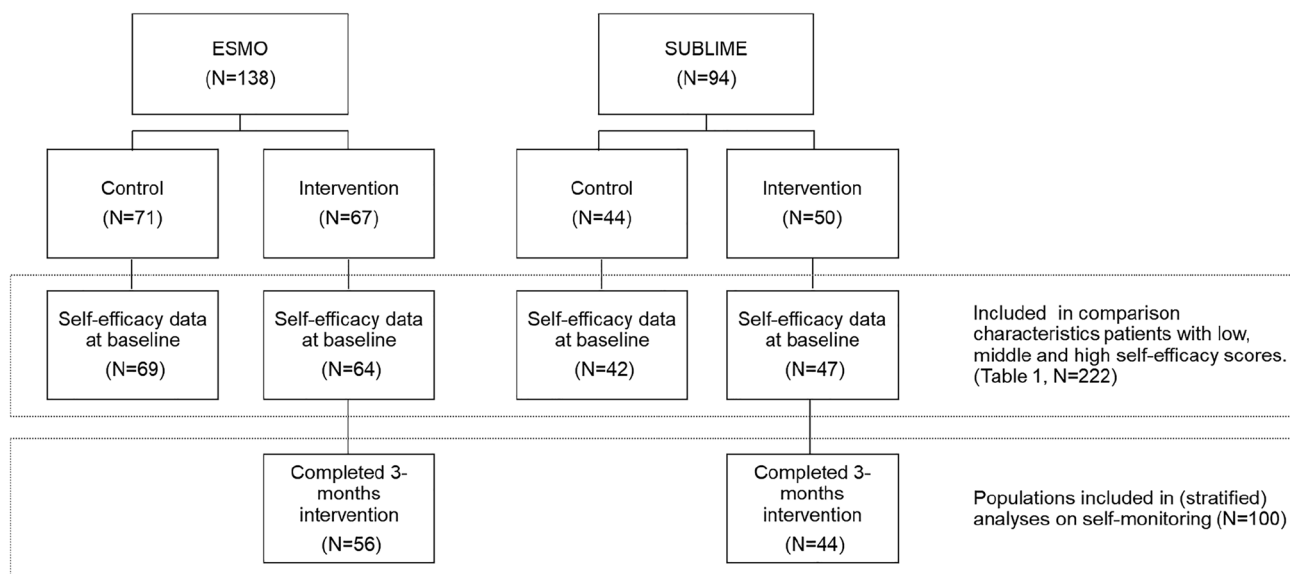 ESMO
(N=138)
SUBLIME
(N=94)
Control
(N=71)
Intervention
(N=67)
Control
(N=44)
Intervention
(N=50)
Self-efficacy data
at baseline
(N=69)
Self-efficacy data
at baseline
(N=64)
Self-efficacy data
at baseline
(N=42)
Self-efficacy data
at baseline
(N=47)
Included in comparison
characteristics patients with low,
middle and high self-efficacy scores.
(Table 1, N=222)
Completed 3-
months
intervention
(N=56)
Completed 3-
months
intervention
(N=44)
Populations included in (stratified)
analyses on self-monitoring (N=100)